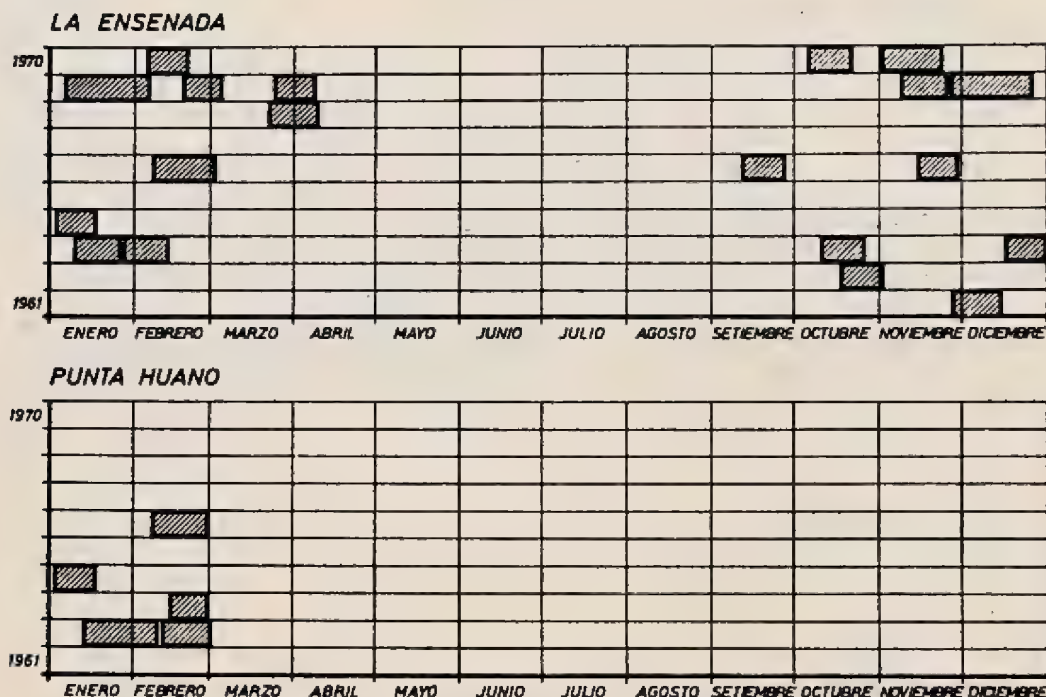 LA ENSENADA
1970
1961
ENERO FEBRERO MARZO ABRIL MAYO JUNIO JULIO AGOSTO SETIEMBRE OCTUBRE NOVIEMBRE DICIEMBRE
PUNTA HUANO
1970
1961
ENERO FEBRERO MARZO ABRIL MAYO JUNIO JULIO AGOSTO SETIEMBRE OCTUBRE NOVIEMBRE DICIEMBRE